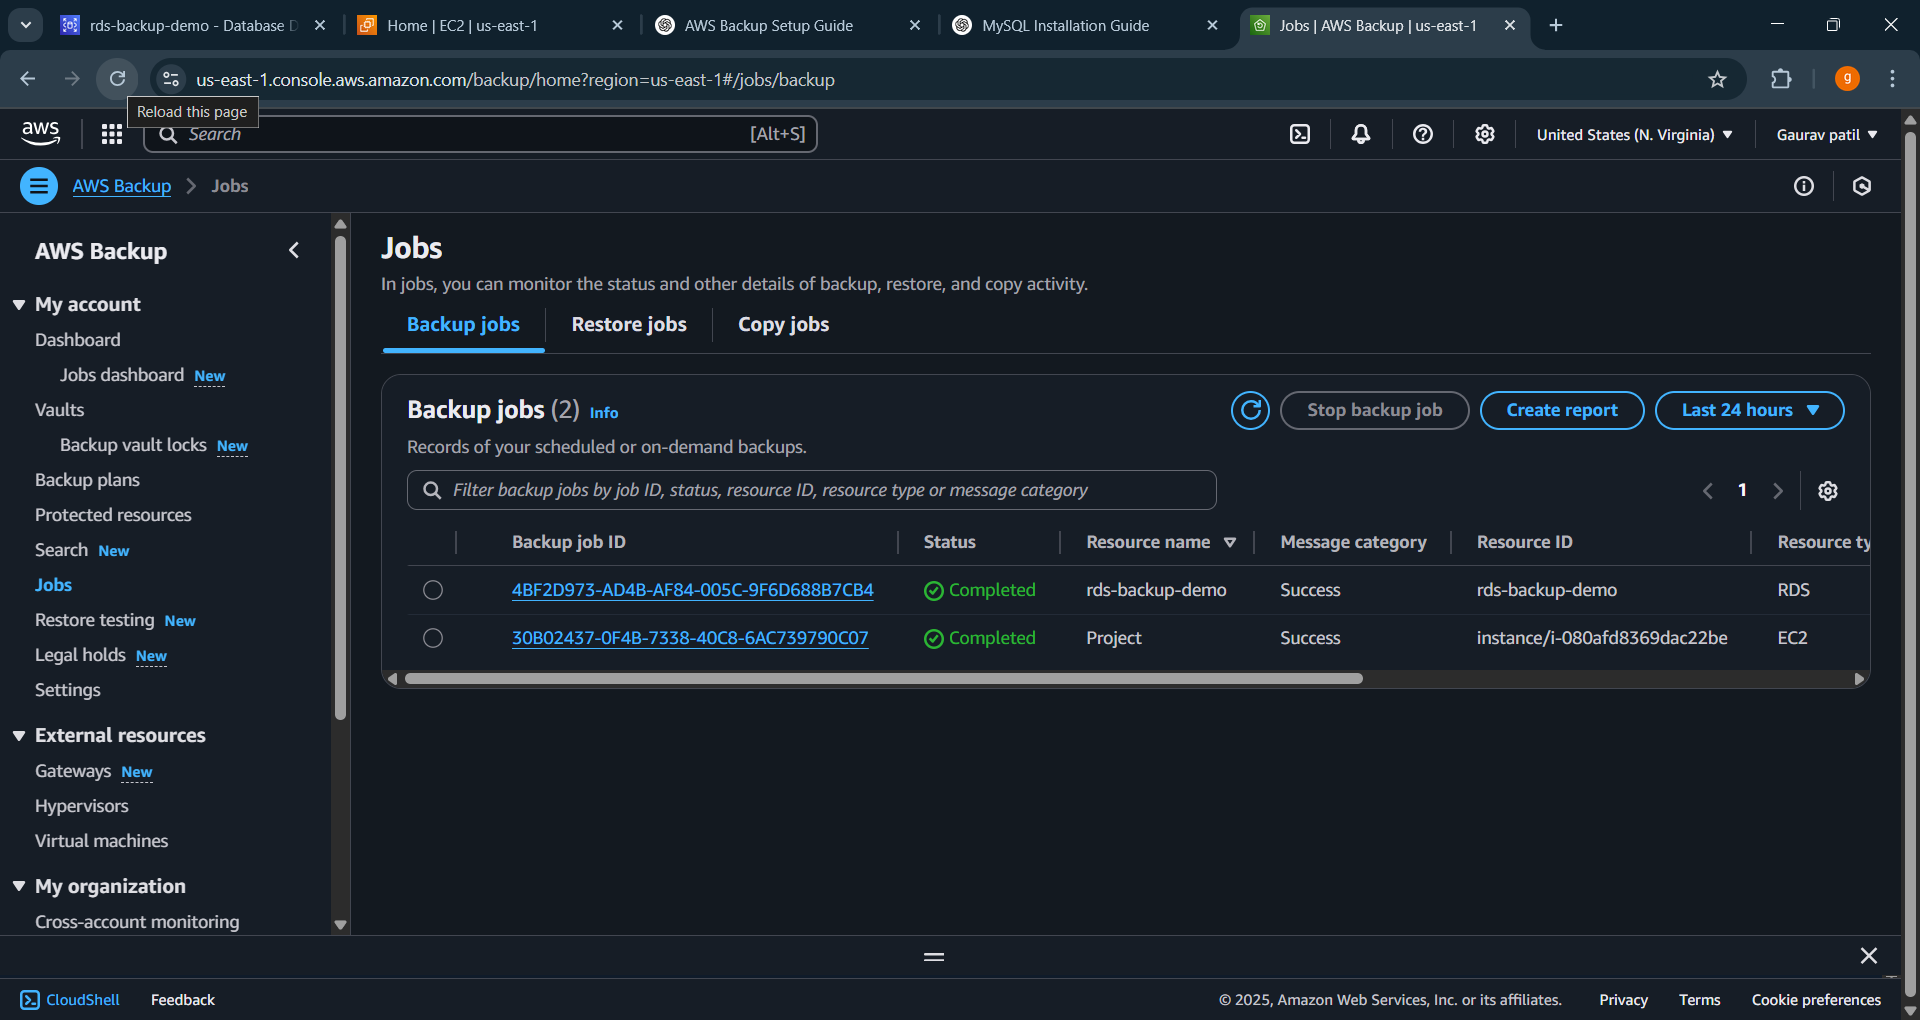 rds-backup-demo - Database D
Home | EC2 | us-east-1
AWS Backup Setup Guide
MySQL Installation Guide
Jobs | AWS Backup | us-east-1
us-east-1.console.aws.amazon.com/backup/home?region=us-east-1#/jobs/backup
g
Reload this page
aws
Search
[Alt+S]
United States (N. Virginia)
Gaurav patil
AWS Backup
Jobs
AWS Backup
My account
Dashboard
Jobs dashboard New
Vaults
Backup vault locks New
Backup plans
Protected resources
Search New
Jobs
Restore testing New
Legal holds New
Settings
External resources
Gateways New
Hypervisors
Virtual machines
My organization
Cross-account monitoring
Jobs
In jobs, you can monitor the status and other details of backup, restore, and copy activity.
Backup jobs
Restore jobs
Copy jobs
Backup jobs (2) Info
Stop backup job
Create report
Last 24 hours
Records of your scheduled or on-demand backups.
Filter backup jobs by job ID, status, resource ID, resource type or message category
1
Backup job ID Status Resource name Message category Resource ID Resource ty
4BF2D973-AD4B-AF84-005C-9F6D688B7CB4 Completed rds-backup-demo Success rds-backup-demo RDS
30B02437-0F4B-7338-40C8-6AC739790C07 Completed Project Success instance/i-080afd8369dac22be EC2
CloudShell
Feedback
© 2025, Amazon Web Services, Inc. or its affiliates.
Privacy
Terms
Cookie preferences